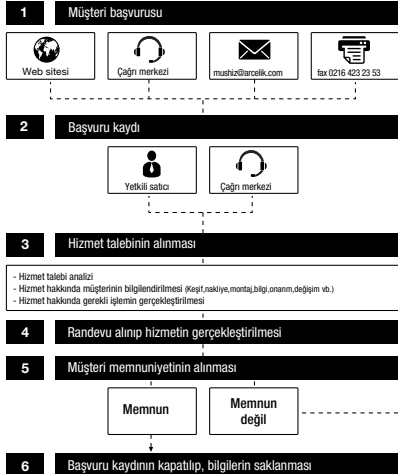 1 Müşteri başvurusu
Web sitesi
Çağrı merkezi
mushiz@arcelik.com
fax 0216 423 23 53
2 Başvuru kaydı
Yetkili satıcı
Çağrı merkezi
3 Hizmet talebinin alınması
- Hizmet talebi analizi
- Hizmet hakkında müşterinin bilgilendirilmesi (Keşif,nakliye,montaj,bilgi,onarım,değişim vb.)
- Hizmet hakkında gerekli işlemin gerçekleştirilmesi
4 Randevu alınıp hizmetin gerçekleştirilmesi
5 Müşteri memnuniyetinin alınması
Memnun
Memnun
değil
6 Başvuru kaydının kapatılıp, bilgilerin saklanması